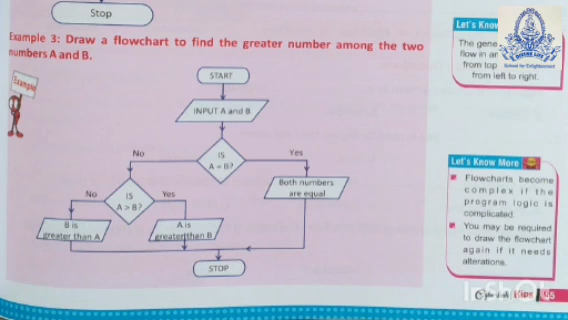 Stop
Example 3: Draw a flowchart to find the greater number among the two
numbers A and B.
Example
START
INPUT A and B
IS
A = B?
No
Yes
Both numbers
are equal
IS
A > B?
No
Yes
B is
greater than A
A is
greater than B
STOP
Let's Know
The gene
flow in an
from top
from left to right.
School for Enlightenment
Let's Know More
Flowcharts become
complex if the
program logic is
complicated.
You may be required
to draw the flowchart
again if it needs
alterations.